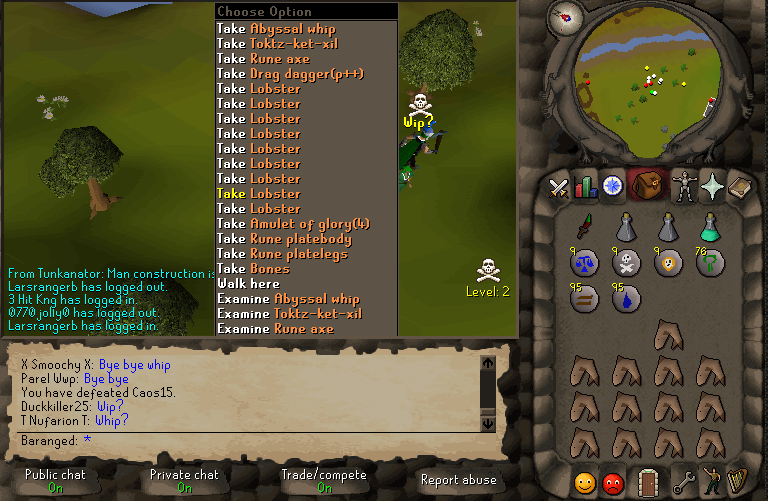 Choose Option
Take Abyssal whip
Take Toktz-ket-xil
Take Rune axe
Take Drag dagger(p++)
Take Lobster
Take Lobster
Take Lobster
Take Lobster
Take Lobster
Take Lobster
Take Lobster
Take Lobster
Take Lobster
Take Amulet of glory(4)
Take Rune platebody
Take Rune platelegs
Take Bones
Walk here
Examine Abyssal whip
Examine Toktz-ket-xil
Examine Rune axe
Wip?
Level: 2
From Tunkanator: Man construction is
Larsrangerb has logged out.
3 Hit Kng has logged in.
0770 jolly0 has logged out.
Larsrangerb has logged in.
X Smoochy X: Bye bye whip
Parel Wwp: Bye bye
You have defeated Caos15.
Duckkiller25: Wip?
T Nufarion T: Whip?
Baranged: *
Public chat
On
Private chat
On
Trade/compete
On
Report abuse
9
9
9
76
95
95